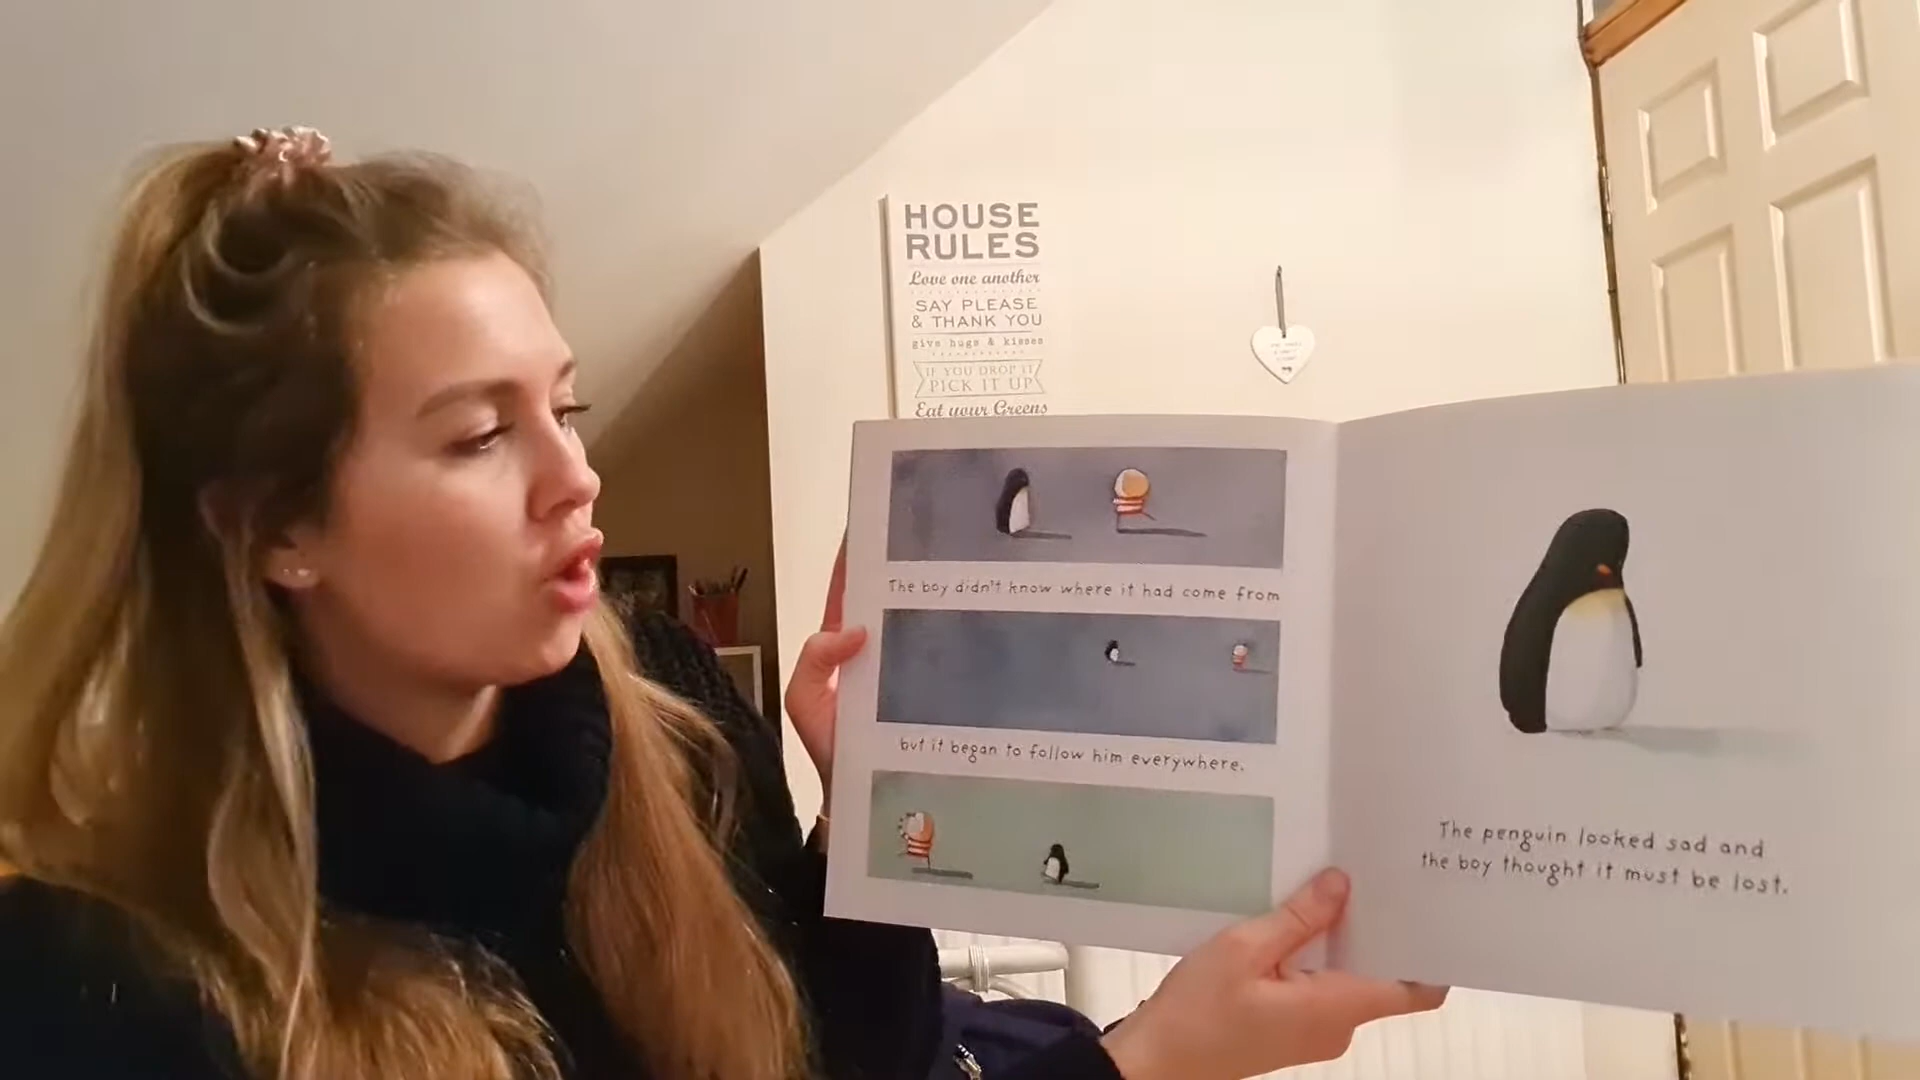 HOUSE
RULES
Love one another
SAY PLEASE
& THANK YOU
give hugs & kisses
IF YOU DROP IT
PICK IT UP
Eat your Greens
The boy didn't know where it had come from
but it began to follow him everywhere.
The penguin looked sad and
the boy thought it must be lost.